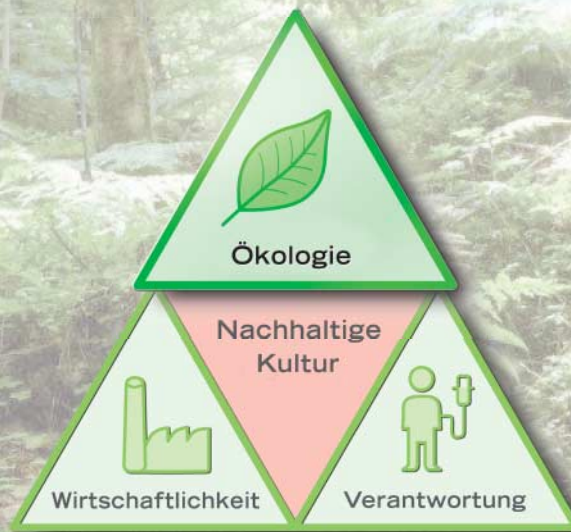 Ökologie
Nachhaltige
Kultur
Wirtschaftlichkeit
Verantwortung